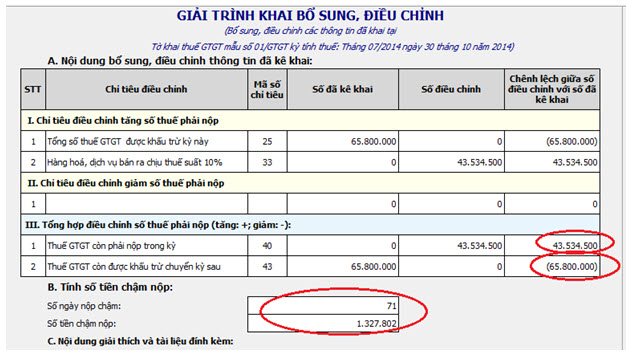 GIẢI TRÌNH KHAI BỔ SUNG, ĐIỀU CHỈNH
(Bổ sung, điều chỉnh các thông tin đã khai tại
Tờ khai thuế GTGT mẫu số 01/GTGT kỳ tính thuế: Tháng 07/2014 ngày 30 tháng 10 năm 2014)
A. Nội dung bổ sung, điều chỉnh thông tin đã kê khai:
STT Chỉ tiêu điều chỉnh Mã số chỉ tiêu Số đã kê khai Số điều chỉnh Chênh lệch giữa số điều chỉnh với số đã kê khai
I. Chỉ tiêu điều chỉnh tăng số thuế phải nộp
1 Tổng số thuế GTGT được khấu trừ kỳ này 25 65.800.000 0 (65.800.000)
2 Hàng hoá, dịch vụ bán ra chịu thuế suất 10% 33 0 43.534.500 43.534.500
II. Chỉ tiêu điều chỉnh giảm số thuế phải nộp
1 0 0 0
III. Tổng hợp điều chỉnh số thuế phải nộp (tăng: +; giảm: -):
1 Thuế GTGT còn phải nộp trong kỳ 40 0 43.534.500 43.534.500
2 Thuế GTGT còn được khấu trừ chuyển kỳ sau 43 65.800.000 0 (65.800.000)
B. Tính số tiền chậm nộp:
Số ngày nộp chậm: 71
Số tiền chậm nộp: 1.327.802
C. Nội dung giải thích và tài liệu đính kèm: